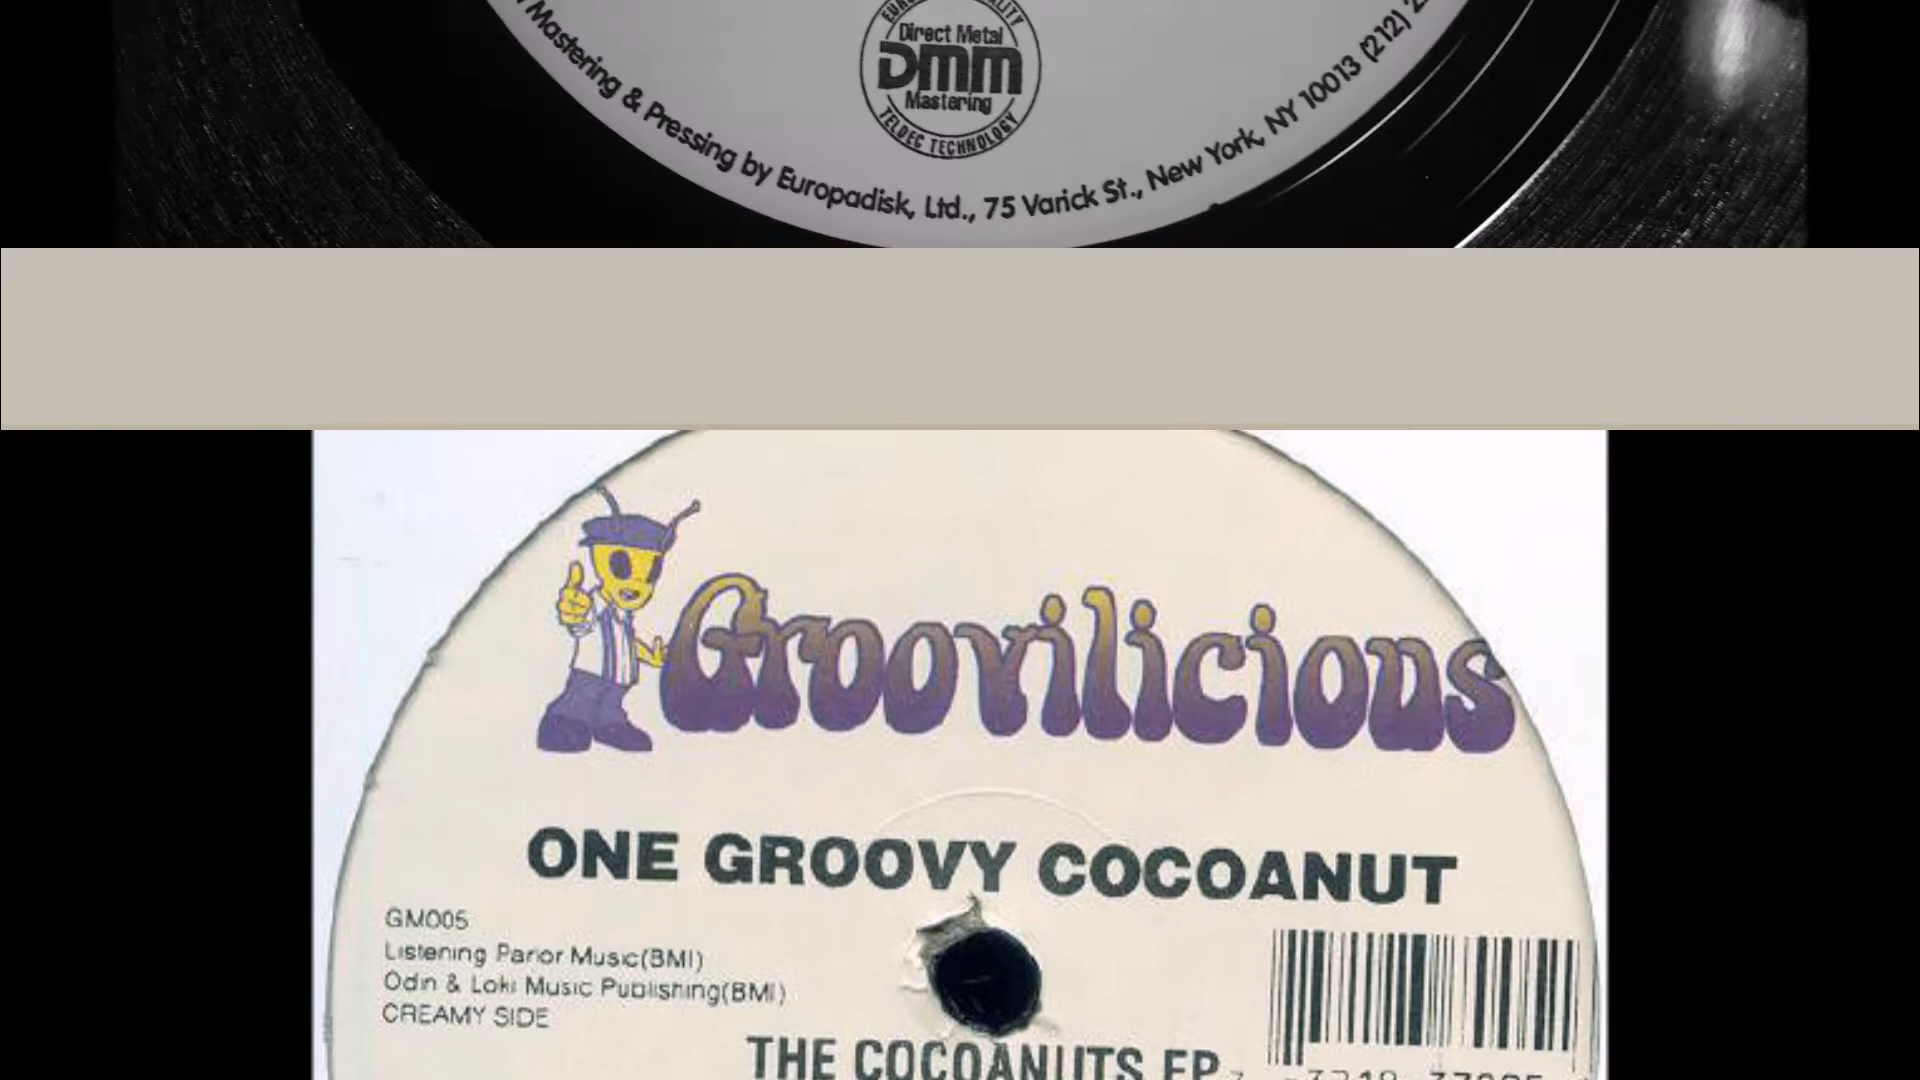 Direct Metal
DMM
Mastering
TELDEC TECHNOLOGY
Mastering & Pressing by Europadisk, Ltd., 75 Varick St., New York, NY 10013 (212)
Groovilicious
ONE GROOVY COCOANUT
GM005
Listening Parlor Music(BMI)
Odin & Loki Music Publishing(BMI)
CREAMY SIDE
THE COCOANUTS EP